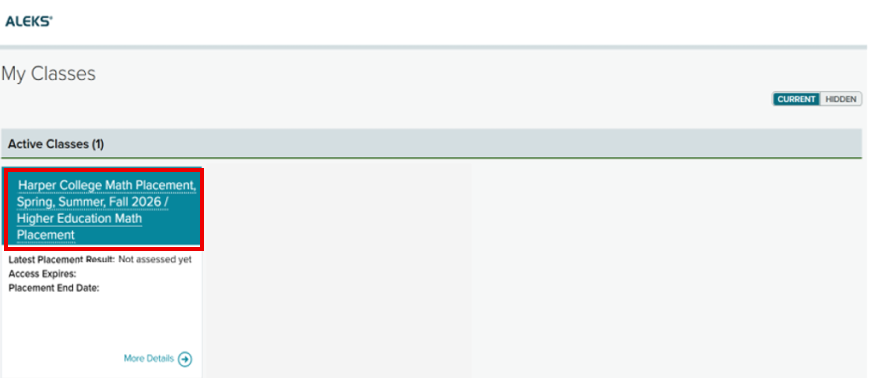 ALEKS®
My Classes
CURRENT HIDDEN
Active Classes (1)
Harper College Math Placement,
Spring, Summer, Fall 2026 /
Higher Education Math
Placement
Latest Placement Result: Not assessed yet
Access Expires:
Placement End Date:
More Details